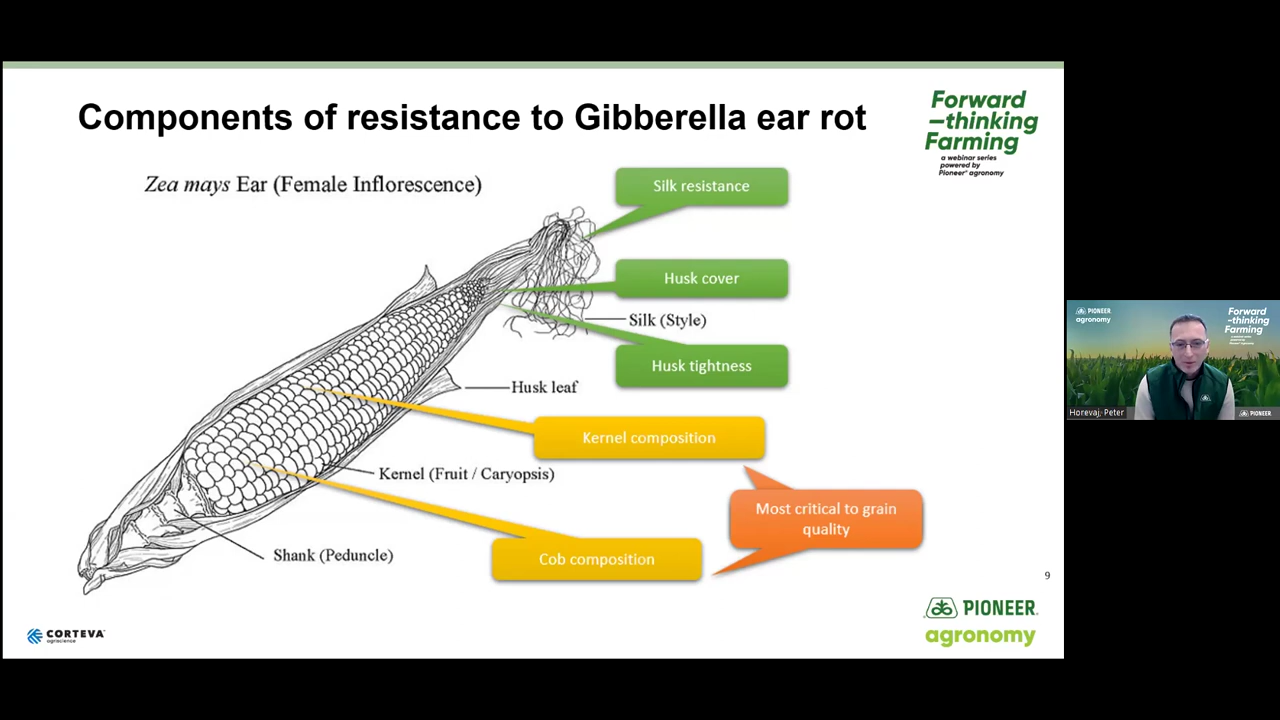 Components of resistance to Gibberella ear rot
Forward
–thinking
Farming
a webinar series
powered by
Pioneer® agronomy
Zea mays Ear (Female Inflorescence)
Silk resistance
Husk cover
Silk (Style)
Husk tightness
Husk leaf
Kernel composition
Kernel (Fruit / Caryopsis)
Most critical to grain
quality
Shank (Peduncle)
Cob composition
9
PIONEER®
agronomy
CORTEVA
agriscience
PIONEER
agronomy
Forward
–thinking
Farming
Horevaj, Peter
PIONEER